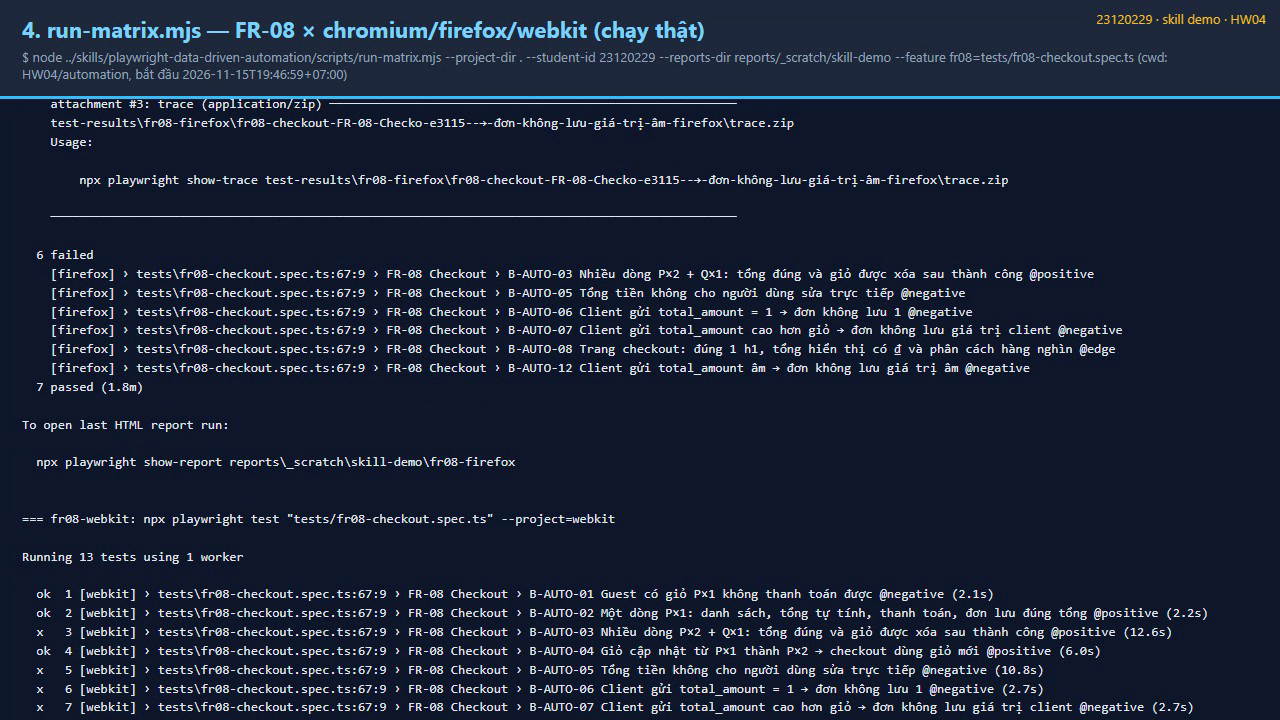 4. run-matrix.mjs — FR-08 × chromium/firefox/webkit (chạy thật)
23120229 · skill demo · HW04
$ node ../skills/playwright-data-driven-automation/scripts/run-matrix.mjs --project-dir . --student-id 23120229 --reports-dir reports/_scratch/skill-demo --feature fr08=tests/fr08-checkout.spec.ts (cwd:
HW04/automation, bắt đầu 2026-11-15T19:46:59+07:00)
attachment #3: trace (application/zip) ────────────────────────────────────────
test-results\fr08-firefox\fr08-checkout-FR-08-Checko-e3115--→-đơn-không-lưu-giá-trị-âm-firefox\trace.zip
Usage:
npx playwright show-trace test-results\fr08-firefox\fr08-checkout-FR-08-Checko-e3115--→-đơn-không-lưu-giá-trị-âm-firefox\trace.zip
────────────────────────────────────────
6 failed
[firefox] › tests\fr08-checkout.spec.ts:67:9 › FR-08 Checkout › B-AUTO-03 Nhiều dòng P×2 + Q×1: tổng đúng và giỏ được xóa sau thành công @positive
[firefox] › tests\fr08-checkout.spec.ts:67:9 › FR-08 Checkout › B-AUTO-05 Tổng tiền không cho người dùng sửa trực tiếp @negative
[firefox] › tests\fr08-checkout.spec.ts:67:9 › FR-08 Checkout › B-AUTO-06 Client gửi total_amount = 1 → đơn không lưu 1 @negative
[firefox] › tests\fr08-checkout.spec.ts:67:9 › FR-08 Checkout › B-AUTO-07 Client gửi total_amount cao hơn giỏ → đơn không lưu giá trị client @negative
[firefox] › tests\fr08-checkout.spec.ts:67:9 › FR-08 Checkout › B-AUTO-08 Trang checkout: đúng 1 h1, tổng hiển thị có ₫ và phân cách hàng nghìn @edge
[firefox] › tests\fr08-checkout.spec.ts:67:9 › FR-08 Checkout › B-AUTO-12 Client gửi total_amount âm → đơn không lưu giá trị âm @negative
7 passed (1.8m)
To open last HTML report run:
npx playwright show-report reports\_scratch\skill-demo\fr08-firefox
=== fr08-webkit: npx playwright test "tests/fr08-checkout.spec.ts" --project=webkit
Running 13 tests using 1 worker
ok 1 [webkit] › tests\fr08-checkout.spec.ts:67:9 › FR-08 Checkout › B-AUTO-01 Guest có giỏ P×1 không thanh toán được @negative (2.1s)
ok 2 [webkit] › tests\fr08-checkout.spec.ts:67:9 › FR-08 Checkout › B-AUTO-02 Một dòng P×1: danh sách, tổng tự tính, thanh toán, đơn lưu đúng tổng @positive (2.2s)
x 3 [webkit] › tests\fr08-checkout.spec.ts:67:9 › FR-08 Checkout › B-AUTO-03 Nhiều dòng P×2 + Q×1: tổng đúng và giỏ được xóa sau thành công @positive (12.6s)
ok 4 [webkit] › tests\fr08-checkout.spec.ts:67:9 › FR-08 Checkout › B-AUTO-04 Giỏ cập nhật từ P×1 thành P×2 → checkout dùng giỏ mới @positive (6.0s)
x 5 [webkit] › tests\fr08-checkout.spec.ts:67:9 › FR-08 Checkout › B-AUTO-05 Tổng tiền không cho người dùng sửa trực tiếp @negative (10.8s)
x 6 [webkit] › tests\fr08-checkout.spec.ts:67:9 › FR-08 Checkout › B-AUTO-06 Client gửi total_amount = 1 → đơn không lưu 1 @negative (2.7s)
x 7 [webkit] › tests\fr08-checkout.spec.ts:67:9 › FR-08 Checkout › B-AUTO-07 Client gửi total_amount cao hơn giỏ → đơn không lưu giá trị client @negative (2.7s)